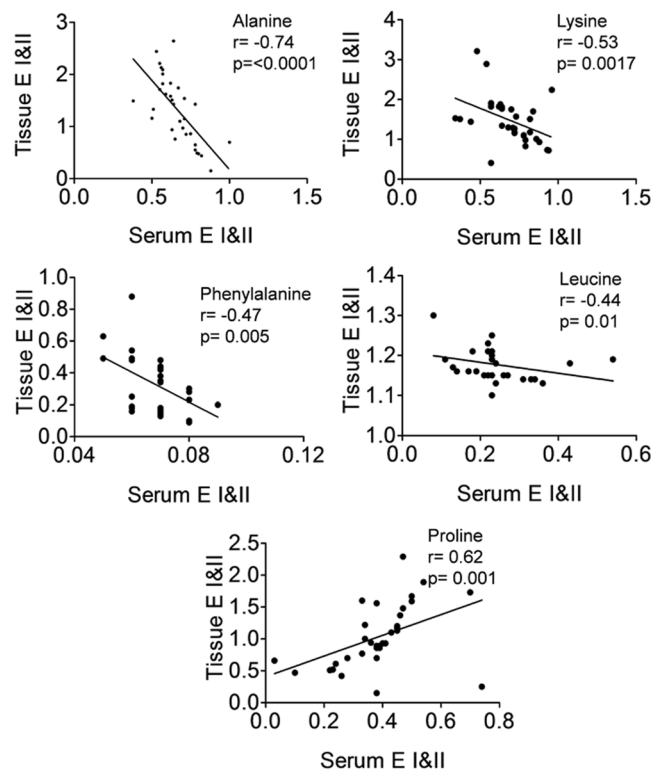 Alanine
r= -0.74
p=<0.0001
Tissue E I&II
3
2
1
0
0 0.5 1.0 1.5
Serum E I&II
Lysine
r= -0.53
p= 0.0017
Tissue E I&II
4
3
2
1
0
0.0 0.5 1.0 1.5
Serum E I&II
Phenylalanine
r= -0.47
p= 0.005
Tissue E I&II
1.0
0.8
0.6
0.4
0.2
0.0
0.04 0.08 0.12
Serum E I&II
Leucine
r= -0.44
p= 0.01
Tissue E I&II
1.4
1.3
1.2
1.1
1.0
0.0 0.2 0.4 0.6
Serum E I&II
Proline
r= 0.62
p= 0.001
Tissue E I&II
2.5
2.0
1.5
1.0
0.5
0.0
0.0 0.2 0.4 0.6 0.8
Serum E I&II